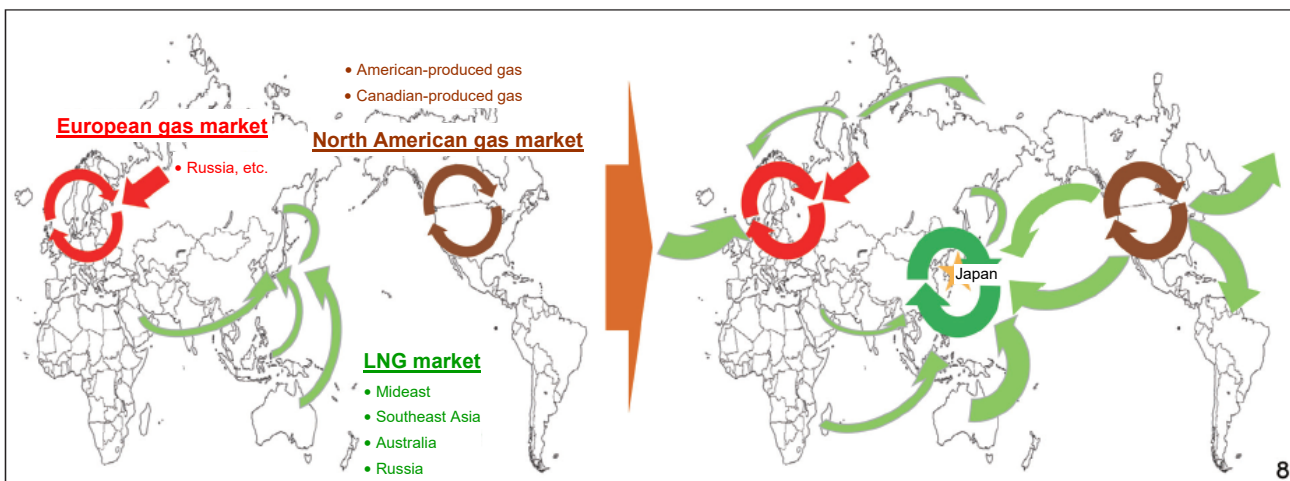 • American-produced gas
• Canadian-produced gas
European gas market
North American gas market
• Russia, etc.
LNG market
• Mideast
• Southeast Asia
• Australia
• Russia
Japan
8